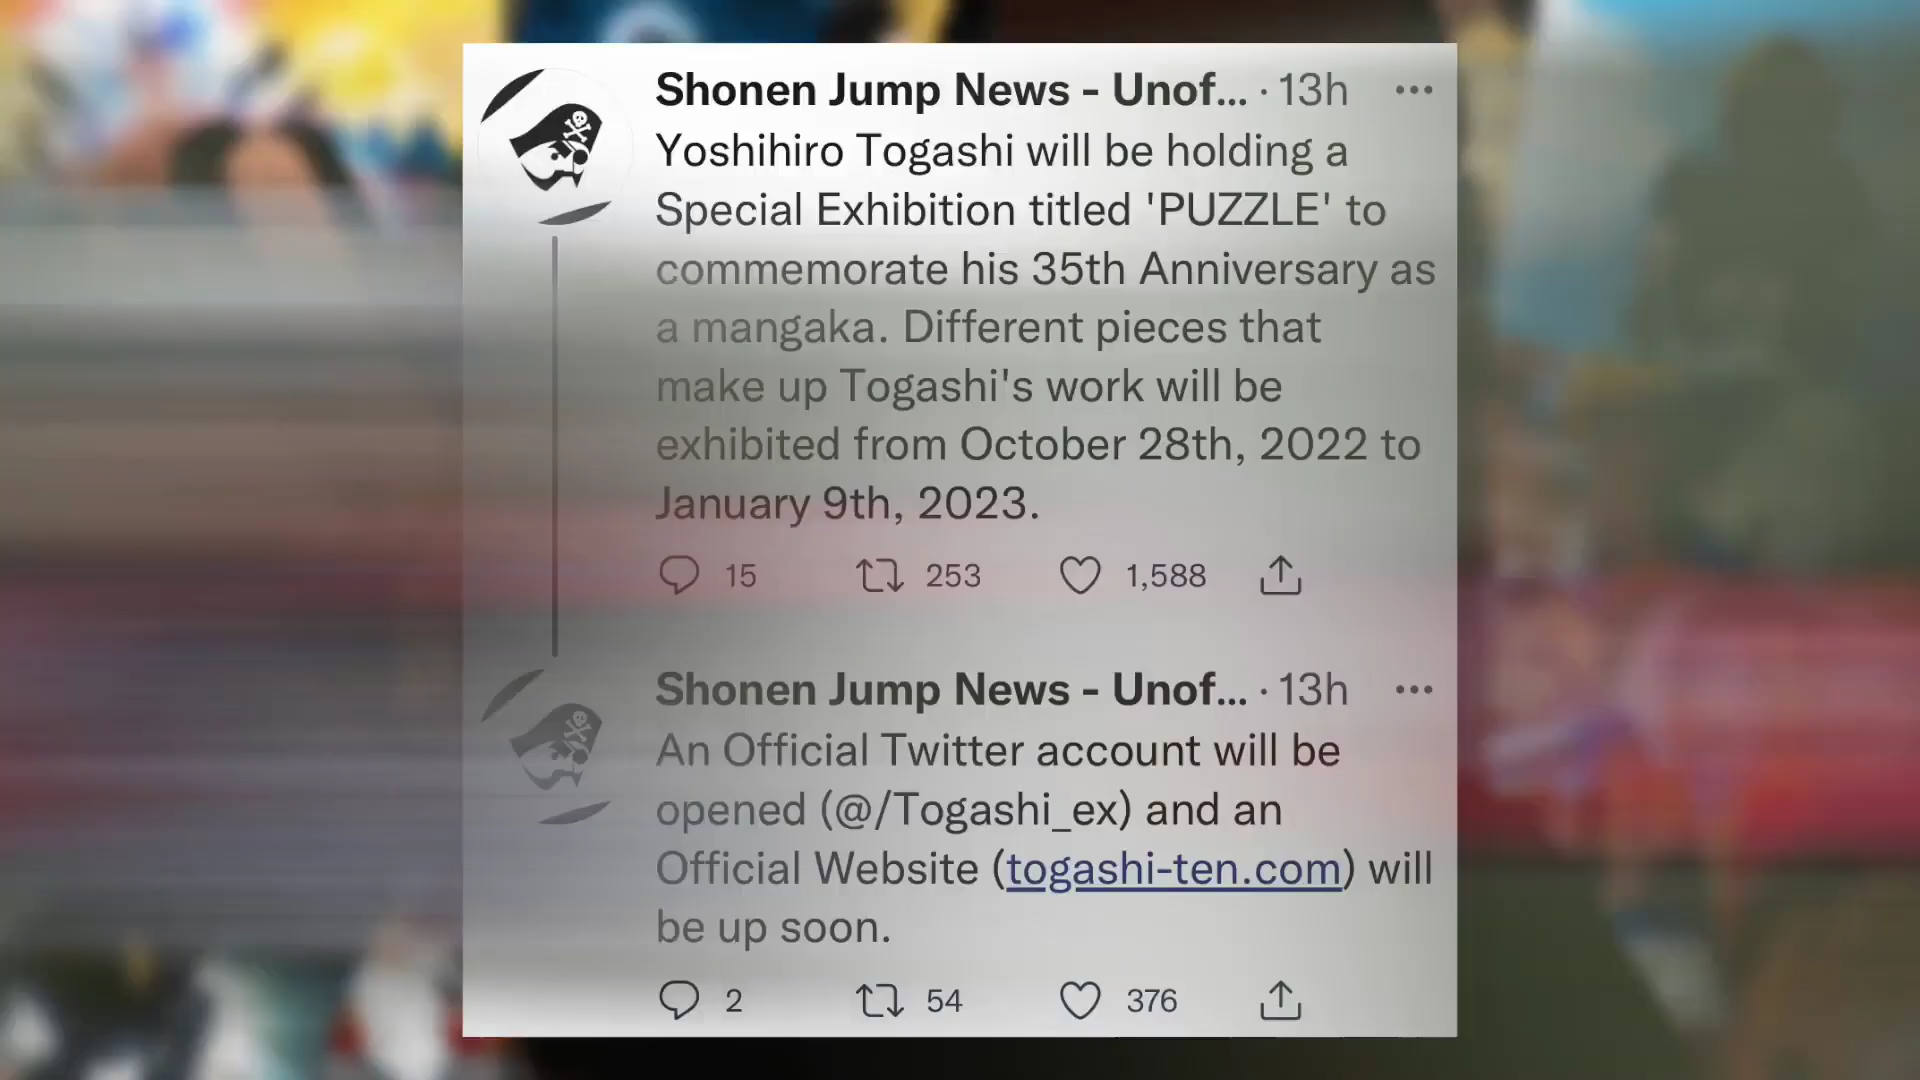 Shonen Jump News - Unof... · 13h ...
Yoshihiro Togashi will be holding a
Special Exhibition titled 'PUZZLE' to
commemorate his 35th Anniversary as
a mangaka. Different pieces that
make up Togashi's work will be
exhibited from October 28th, 2022 to
January 9th, 2023.
15 253 1,588
Shonen Jump News - Unof... · 13h ...
An Official Twitter account will be
opened (@/Togashi_ex) and an
Official Website (togashi-ten.com) will
be up soon.
2 54 376